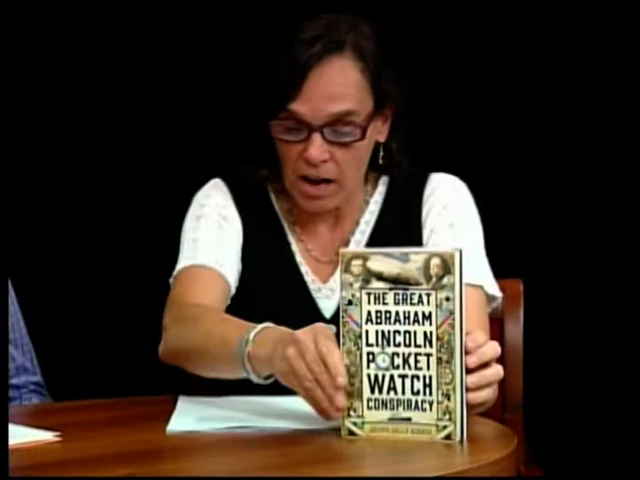 THE GREAT
ABRAHAM
LINCOLN
POCKET
WATCH
CONSPIRACY